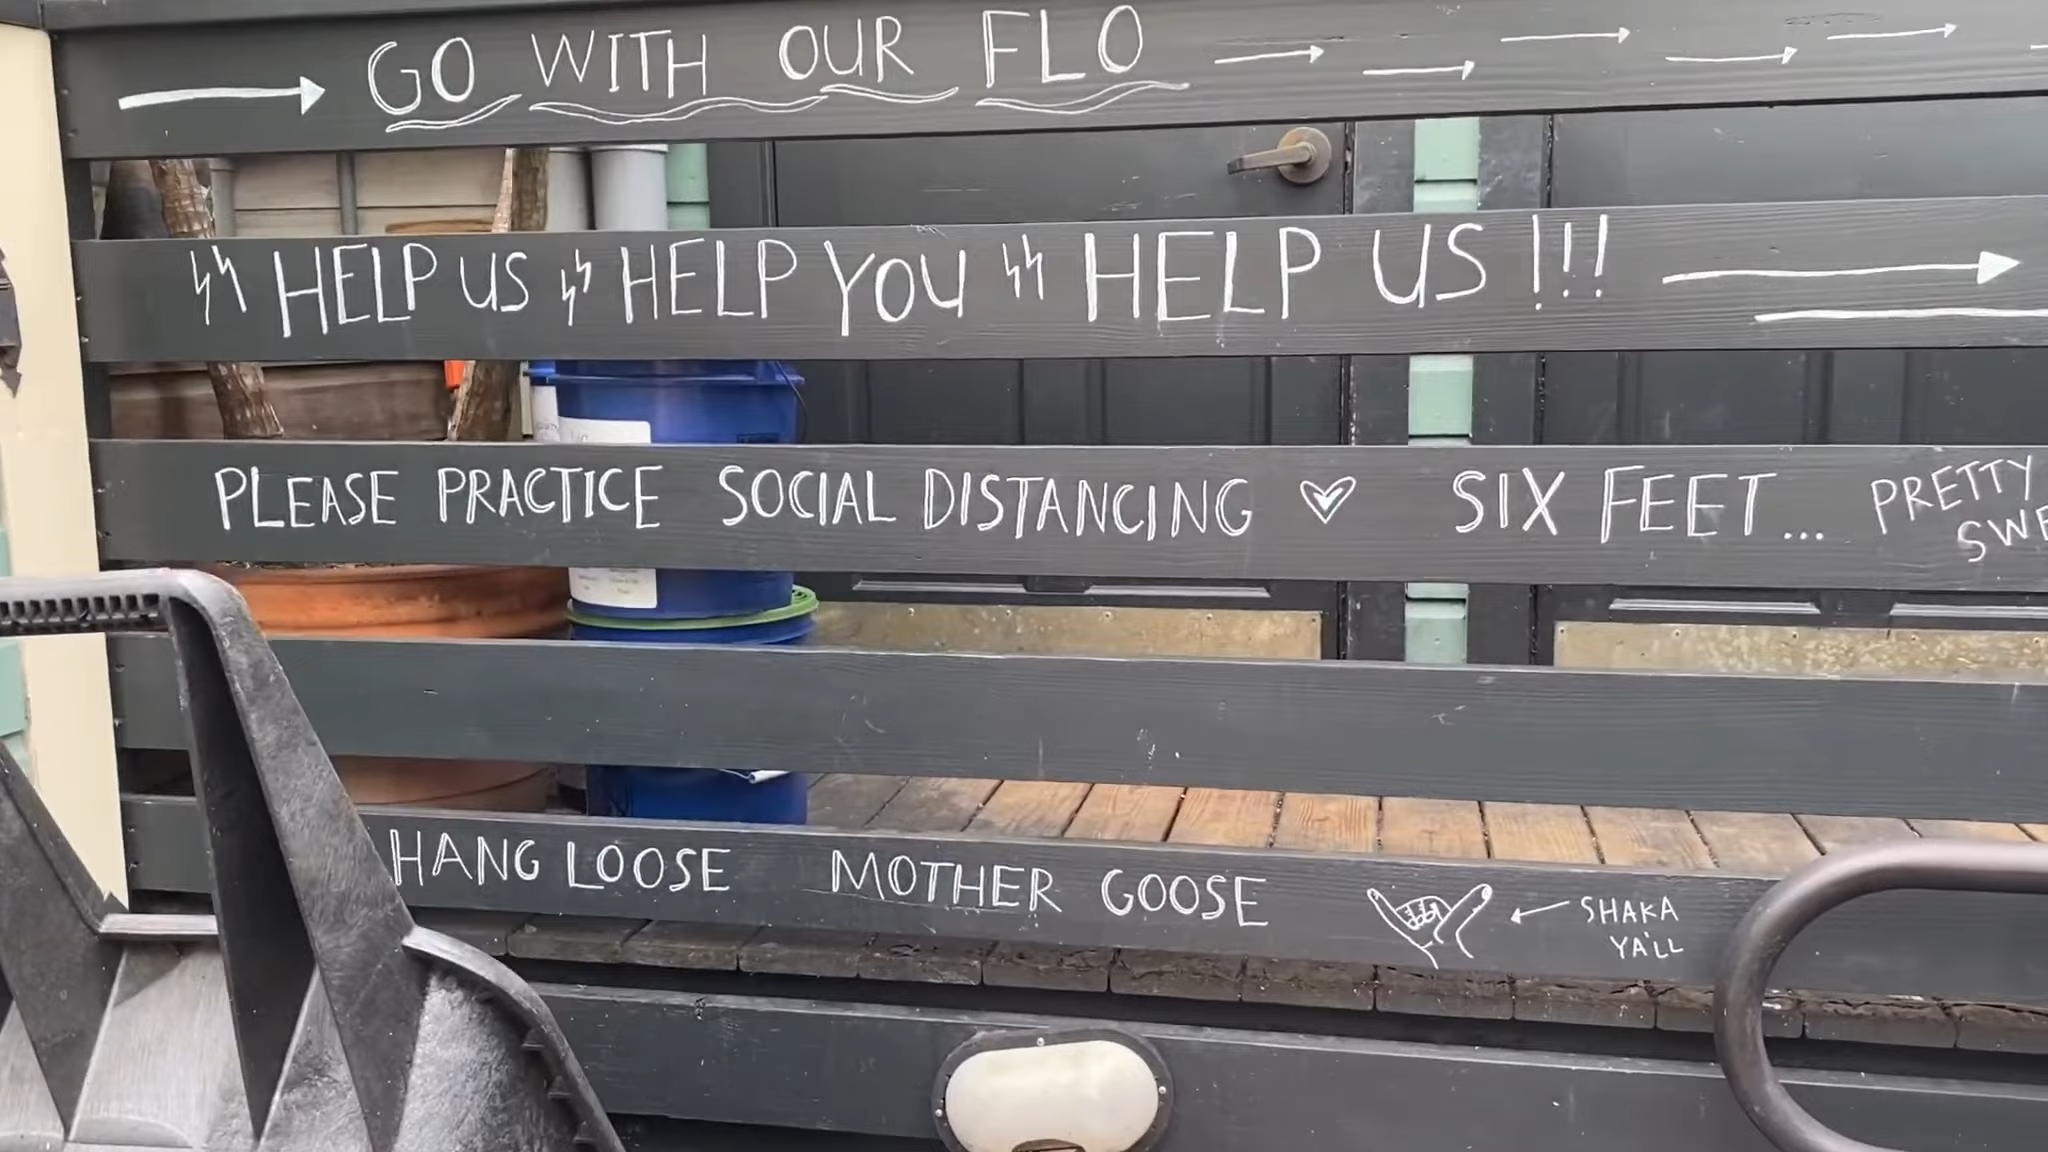 GO WITH OUR FLO
HELP US HELP YOU HELP US!!!
PLEASE PRACTICE SOCIAL DISTANCING SIX FEET... PRETTY
HANG LOOSE MOTHER GOOSE SHAKA
YA'LL